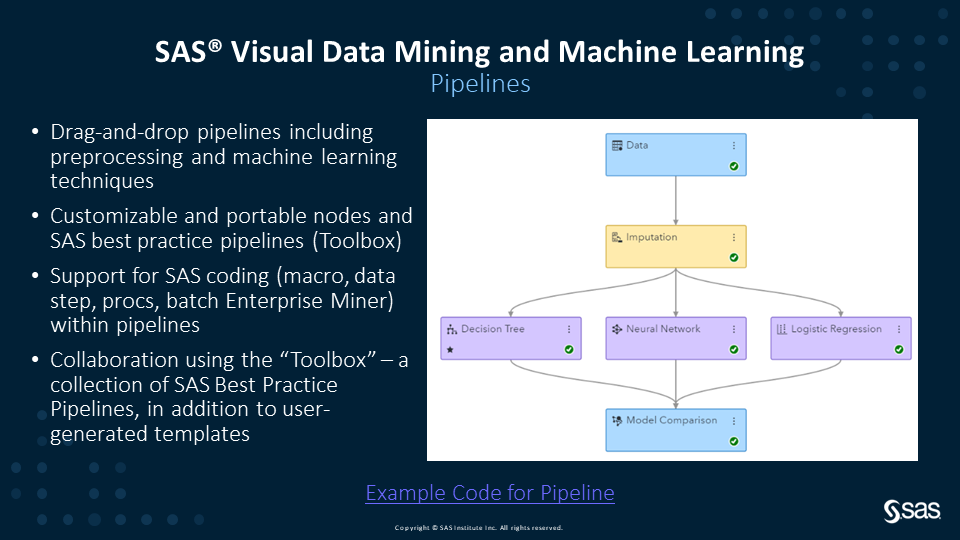 SAS® Visual Data Mining and Machine Learning
Pipelines
• Drag-and-drop pipelines including
preprocessing and machine learning
techniques
• Customizable and portable nodes and
SAS best practice pipelines (Toolbox)
• Support for SAS coding (macro, data
step, procs, batch Enterprise Miner)
within pipelines
• Collaboration using the “Toolbox” – a
collection of SAS Best Practice
Pipelines, in addition to user-
generated templates
Data
Imputation
Decision Tree
Neural Network
Logistic Regression
Model Comparison
Example Code for Pipeline
Copyright © SAS Institute Inc. All rights reserved.
sas